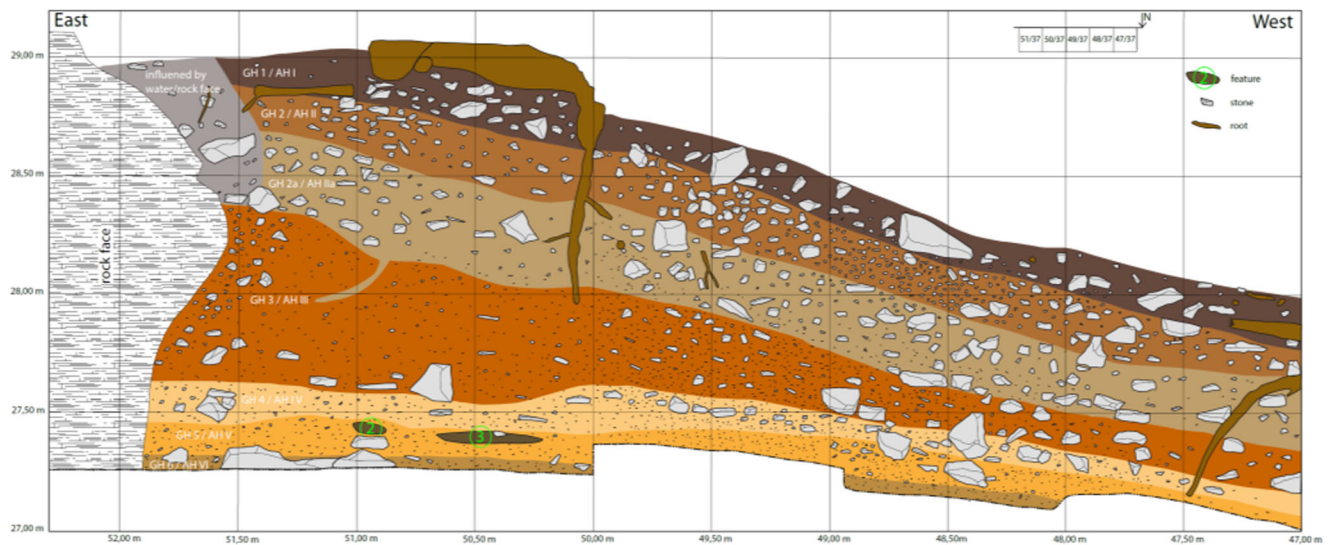 East
West
N
51/37 50/37 49/37 48/37 47/37
2
feature
stone
root
29,00 m
28,50 m
28,00 m
27,50 m
27,00 m
influened by
water/rock face
GH 1 / AH I
GH 2 / AH II
GH 2a / AH IIa
rock face
GH 3 / AH III
GH 4 / AH IV
2
3
GH 5 / AH V
GH 6 / AH VI
52,00 m
51,50 m
51,00 m
50,50 m
50,00 m
49,50 m
49,00 m
48,50 m
48,00 m
47,50 m
47,00 m